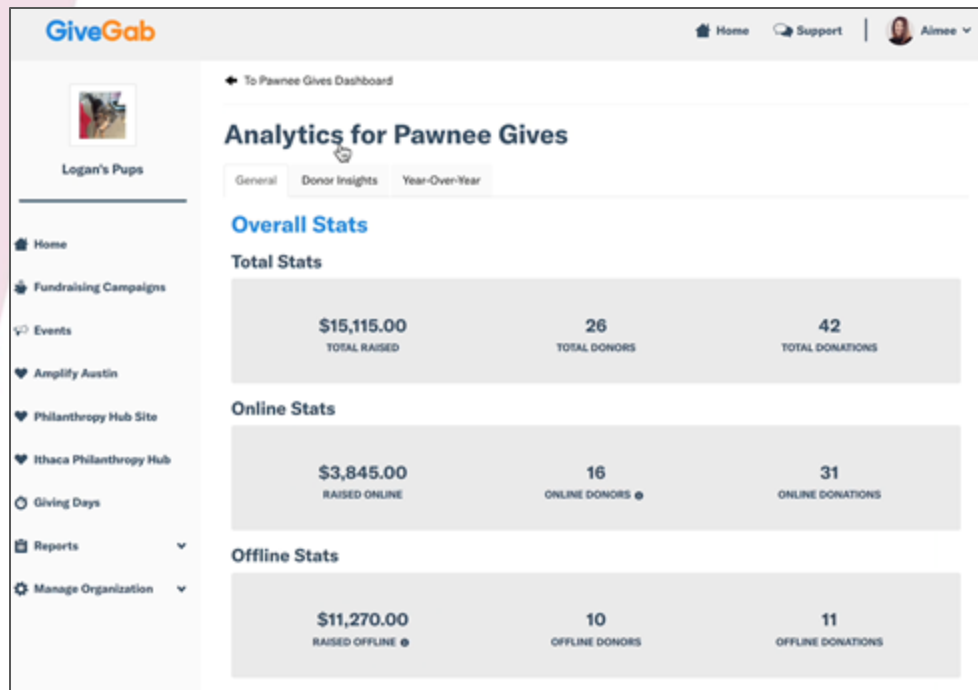 GiveGab
Home Support Aimee
Logan's Pups
Home
Fundraising Campaigns
Events
Amplify Austin
Philanthropy Hub Site
Ithaca Philanthropy Hub
Giving Days
Reports
Manage Organization
To Pawnee Gives Dashboard
Analytics for Pawnee Gives
General Donor Insights Year-Over-Year
Overall Stats
Total Stats
$15,115.00 26 42
TOTAL RAISED TOTAL DONORS TOTAL DONATIONS
Online Stats
$3,845.00 16 31
RAISED ONLINE ONLINE DONORS ONLINE DONATIONS
Offline Stats
$11,270.00 10 11
RAISED OFFLINE OFFLINE DONORS OFFLINE DONATIONS